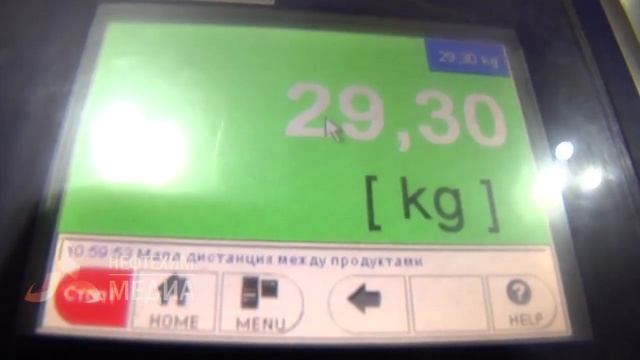 29,30 kg
29,30
[ kg ]
10:59:53 Мала дистанция между продуктами
НЕФТЕХИМ
МЕДИА
HOME
MENU
?
HELP